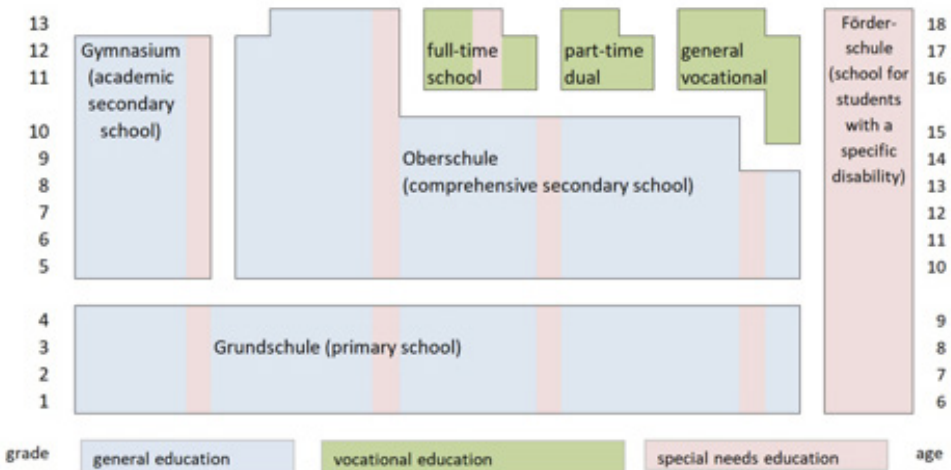 13
12
11
10
9
8
7
6
5
4
3
2
1
grade
Gymnasium
(academic
secondary
school)
full-time
school
part-time
dual
general
vocational
Oberschule
(comprehensive secondary school)
Grundschule (primary school)
Förder-
schule
(school for
students
with a
specific
disability)
18
17
16
15
14
13
12
11
10
9
8
7
6
age
general education
vocational education
special needs education